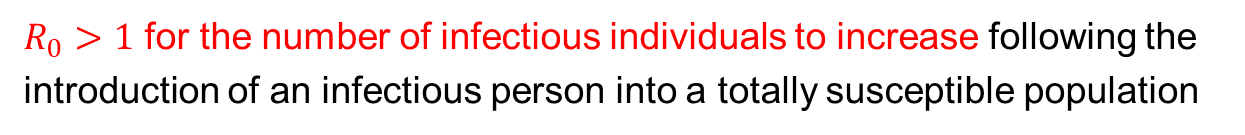 R₀ > 1 for the number of infectious individuals to increase following the
introduction of an infectious person into a totally susceptible population